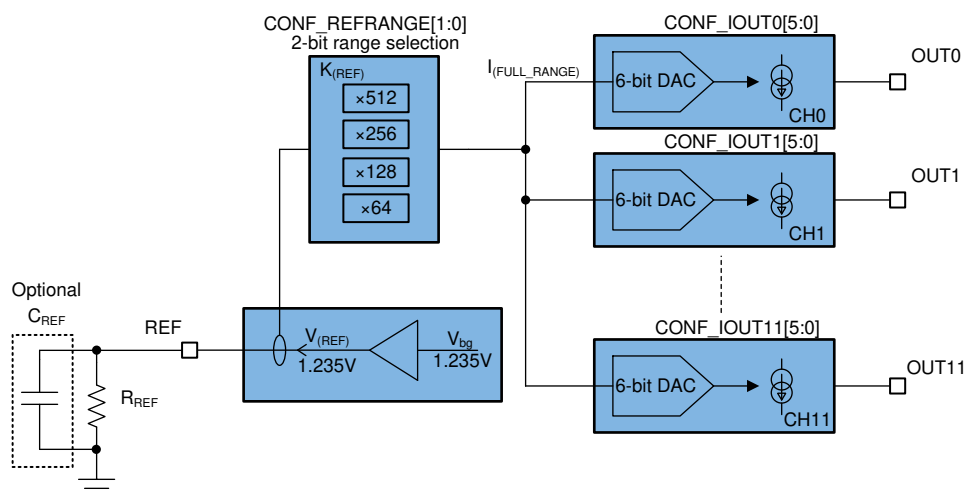 CONF_REFRANGE[1:0]
2-bit range selection
K(REF)
×512
×256
×128
×64
I(FULL_RANGE)
CONF_IOUT0[5:0]
6-bit DAC
CH0
OUT0
CONF_IOUT1[5:0]
6-bit DAC
CH1
OUT1
CONF_IOUT11[5:0]
6-bit DAC
CH11
OUT11
Optional
CREF
RREF
REF
V(REF)
1.235V
Vbg
1.235V